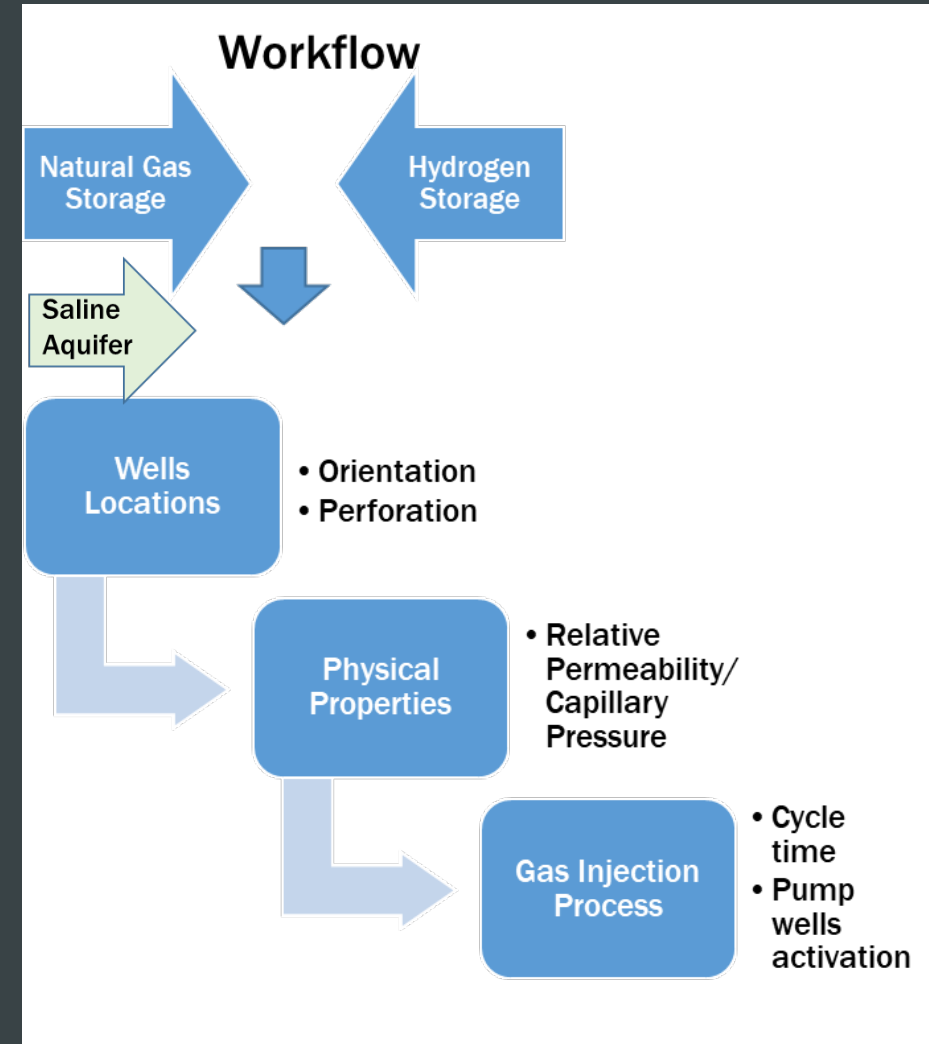 Workflow
Natural Gas
Storage
Hydrogen
Storage
Saline
Aquifer
Wells
Locations
• Orientation
• Perforation
Physical
Properties
• Relative
Permeability/
Capillary
Pressure
Gas Injection
Process
• Cycle
time
• Pump
wells
activation